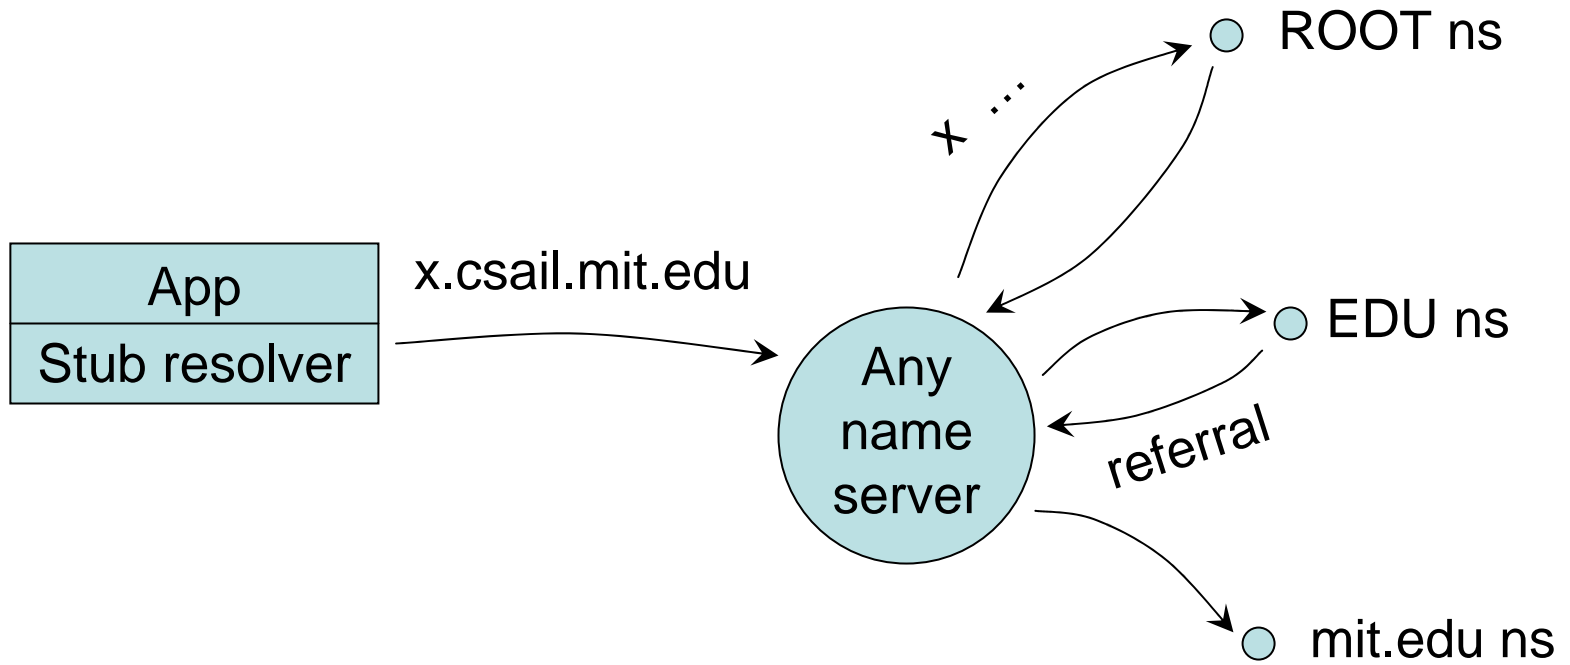 ROOT ns
x ...
App
x.csail.mit.edu
Stub resolver
Any
name
server
EDU ns
referral
mit.edu ns